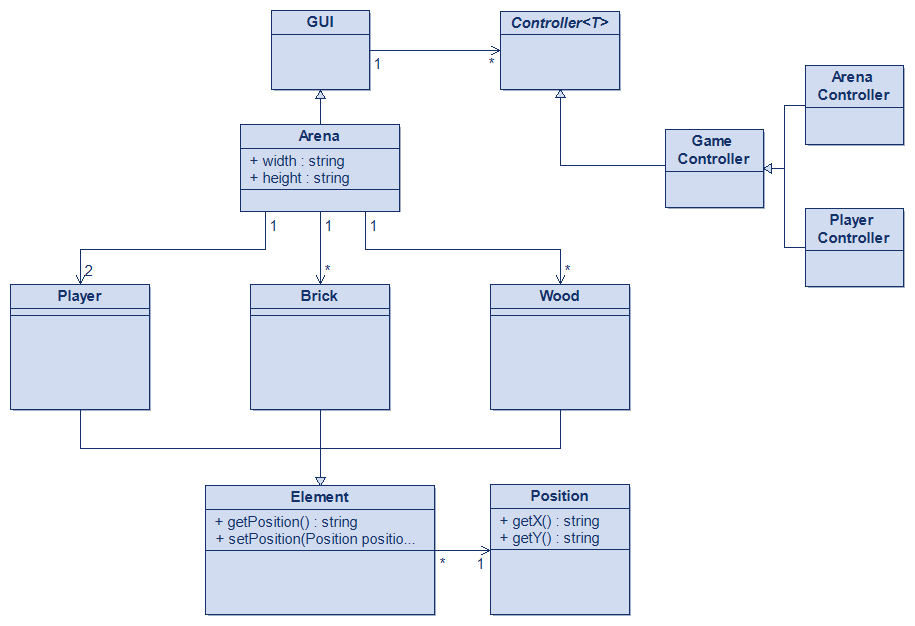 GUI
Controller<T>
1
*
Arena
Controller
Arena
+ width : string
+ height : string
Game
Controller
Player
Controller
1
1
1
2
*
*
Player
Brick
Wood
Element
+ getPosition() : string
+ setPosition(Position positio...
Position
+ getX() : string
+ getY() : string
*
1